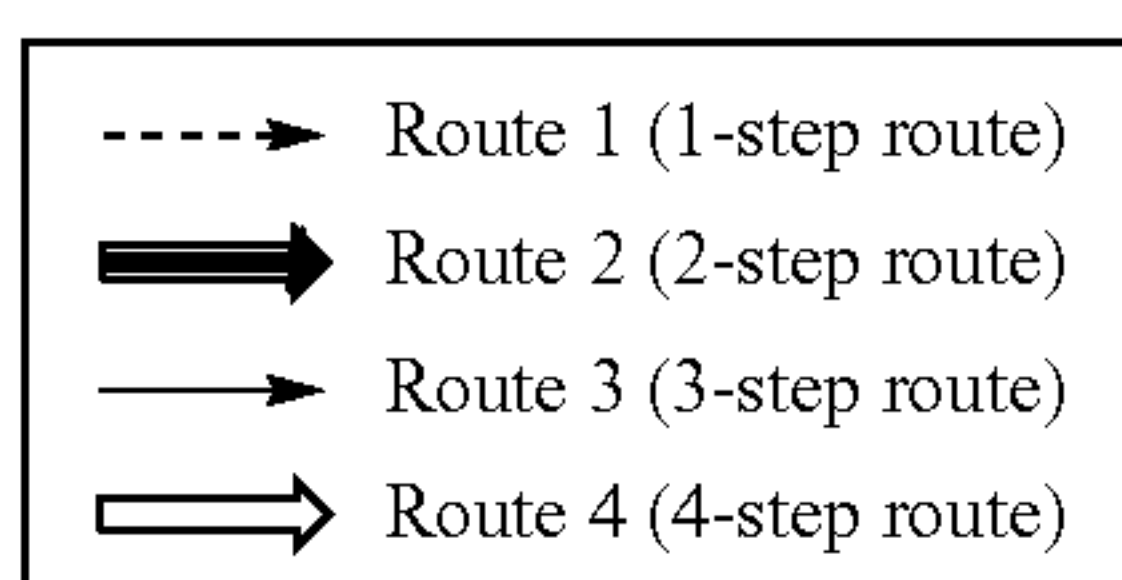 Route 1 (1-step route)
Route 2 (2-step route)
Route 3 (3-step route)
Route 4 (4-step route)